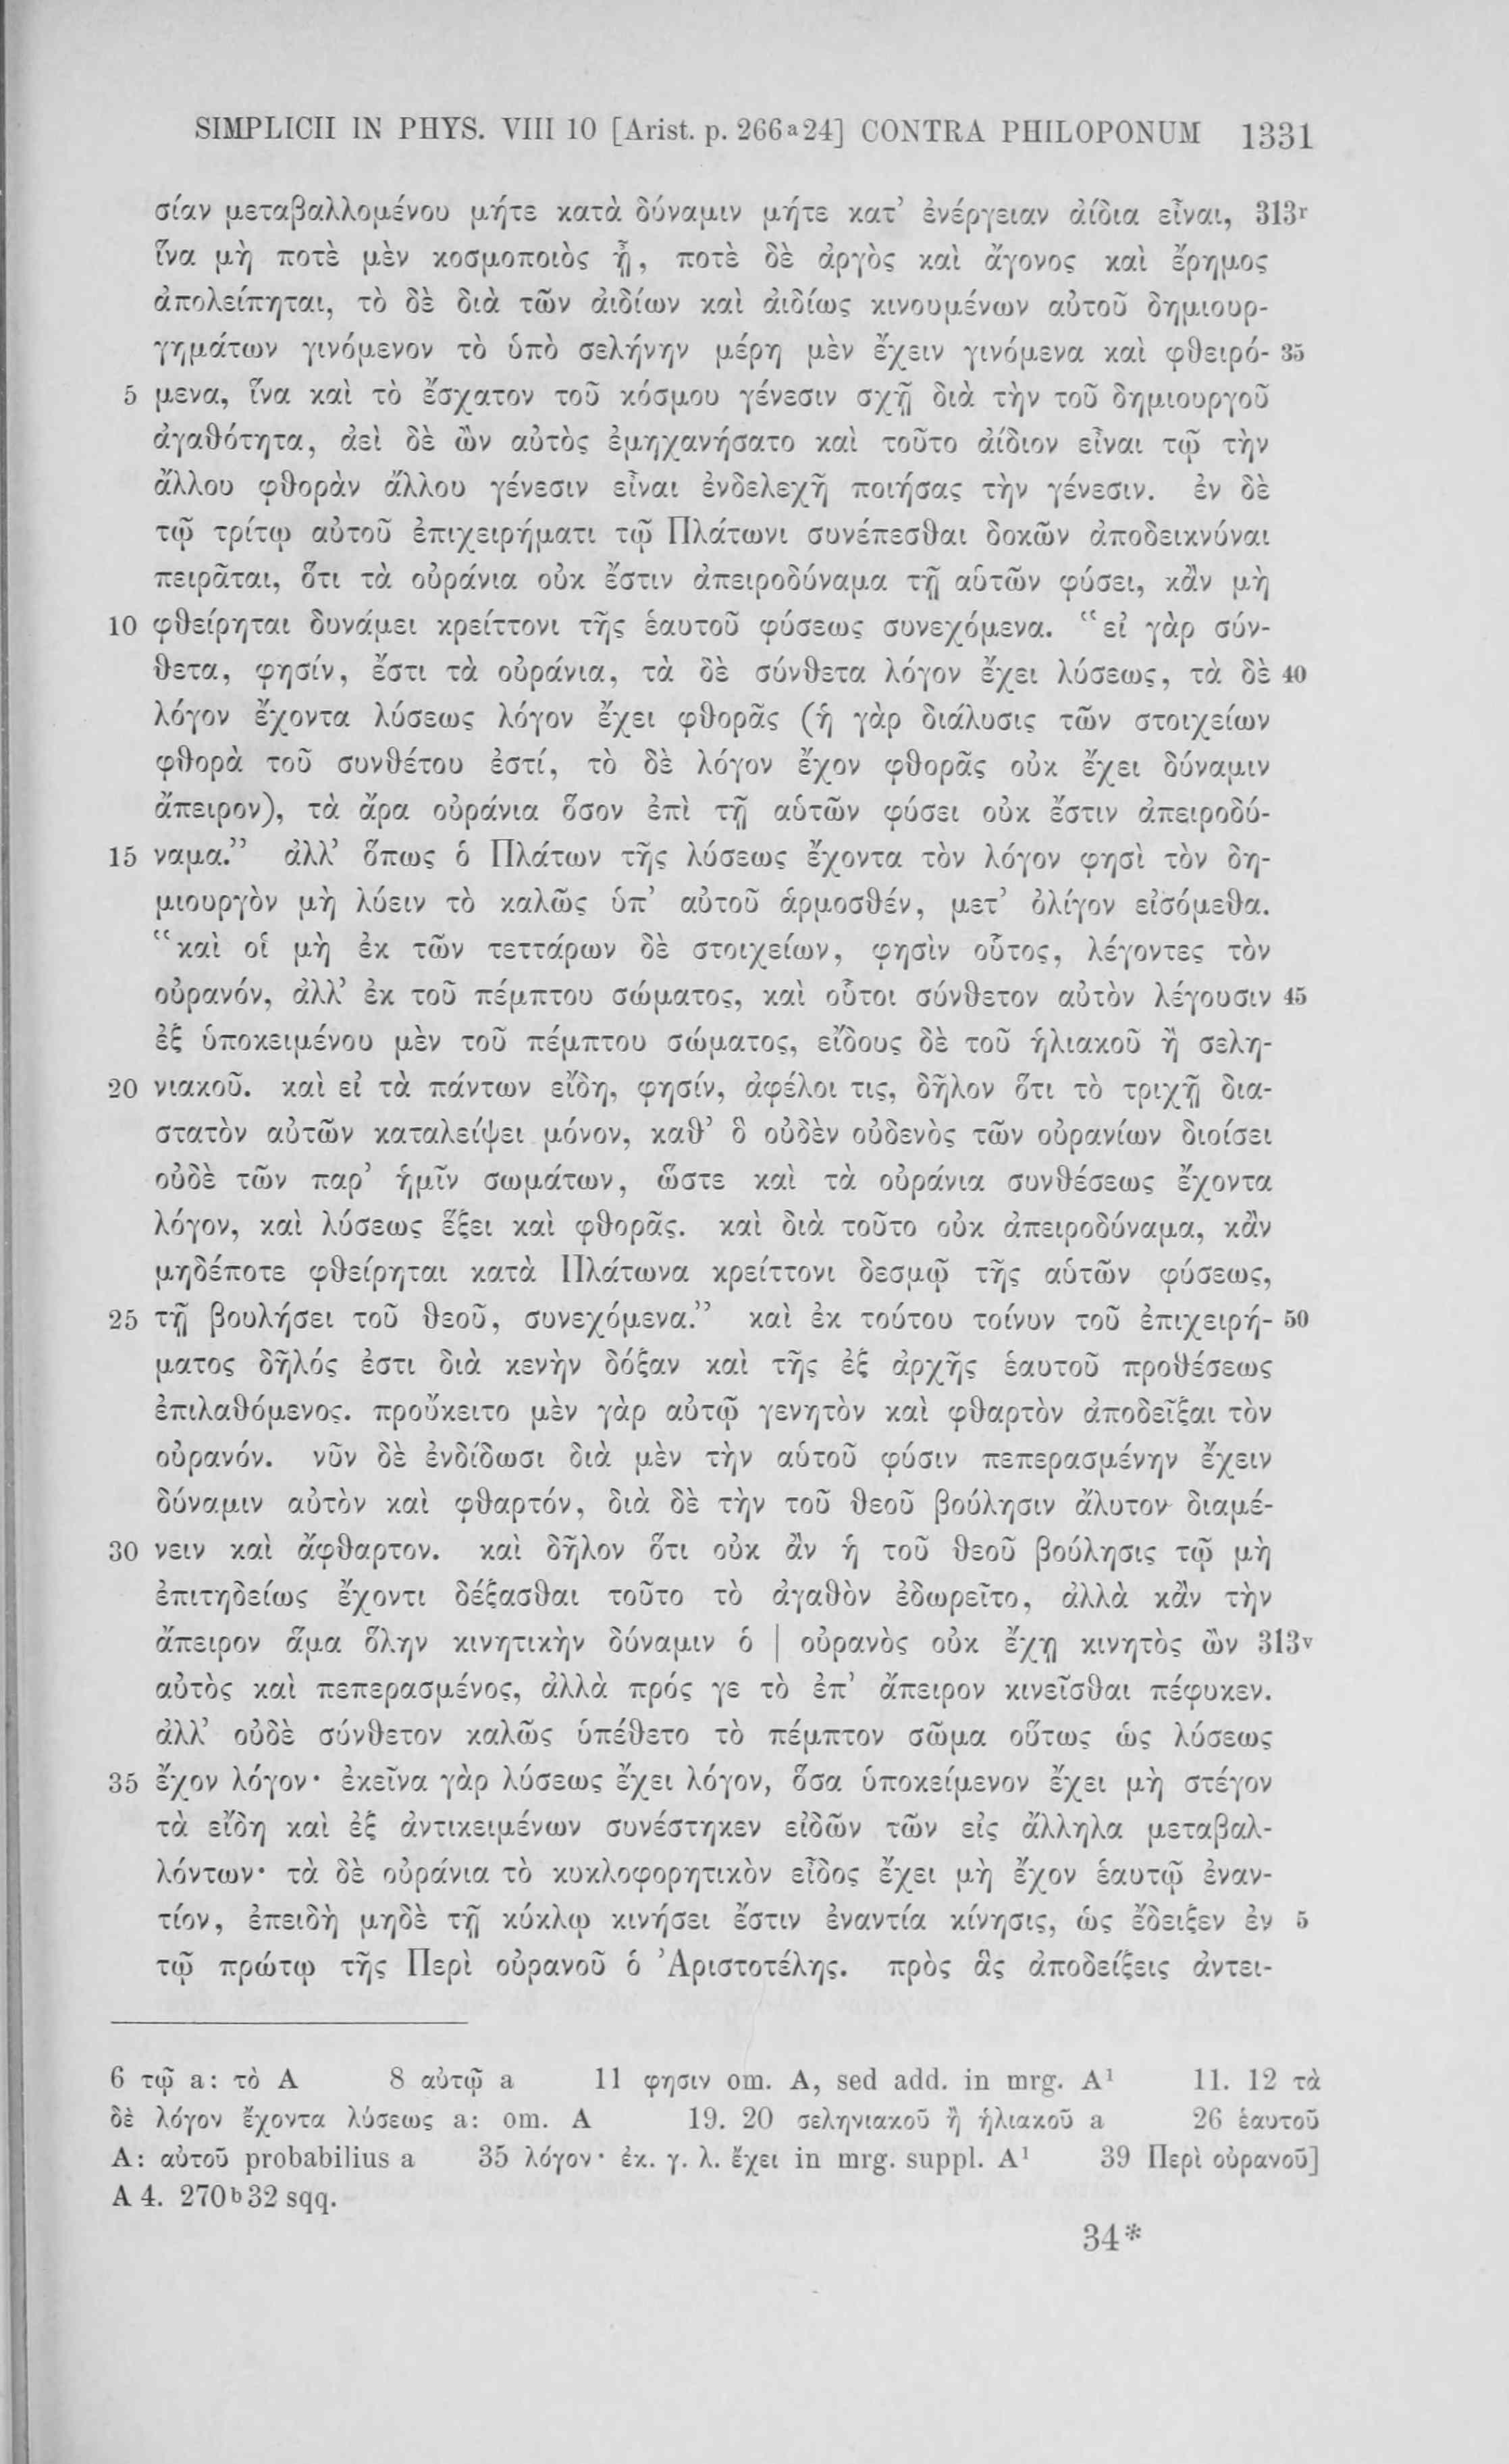 SIMPLICII IN PHYS. VIII 10 [Arist. p. 266ᵃ24] CONTRA PHILOPONUM 1331
σίαν μεταβαλλομένου μήτε κατὰ δύναμιν μήτε κατ’ ἐνέργειαν ἀίδια εἶναι, 313ʳ
ἵνα μὴ ποτὲ μὲν κοσμοποιὸς ᾖ, ποτὲ δὲ ἀργὸς καὶ ἄγονος καὶ ἔρημος
ἀπολείπηται, τὸ δὲ διὰ τῶν ἀιδίων καὶ ἀιδίως κινουμένων αὐτοῦ δημιουρ-
γημάτων γινόμενον τὸ ὑπὸ σελήνην μέρη μὲν ἔχειν γινόμενα καὶ φθειρό- 35
5 μενα, ἵνα καὶ τὸ ἔσχατον τοῦ κόσμου γένεσιν σχῇ διὰ τὴν τοῦ δημιουργοῦ
ἀγαθότητα, ἀεὶ δὲ ὢν αὐτὸς ἐμηχανήσατο καὶ τοῦτο ἀίδιον εἶναι τῷ τὴν
ἄλλου φθορὰν ἄλλου γένεσιν εἶναι ἐνδελεχῆ ποιήσας τὴν γένεσιν. ἐν δὲ
τῷ τρίτῳ αὐτοῦ ἐπιχειρήματι τῷ Πλάτωνι συνέπεσθαι δοκῶν ἀποδεικνύναι
πειρᾶται, ὅτι τὰ οὐράνια οὐκ ἔστιν ἀπειροδύναμα τῇ αὑτῶν φύσει, κἂν μὴ
10 φθείρηται δυνάμει κρείττονι τῆς ἑαυτοῦ φύσεως συνεχόμενα. “εἰ γὰρ σύν-
θετα, φησίν, ἔστι τὰ οὐράνια, τὰ δὲ σύνθετα λόγον ἔχει λύσεως, τὰ δὲ 40
λόγον ἔχοντα λύσεως λόγον ἔχει φθορᾶς (ἡ γὰρ διάλυσις τῶν στοιχείων
φθορὰ τοῦ συνθέτου ἐστί, τὸ δὲ λόγον ἔχον φθορᾶς οὐκ ἔχει δύναμιν
ἄπειρον), τὰ ἄρα οὐράνια ὅσον ἐπὶ τῇ αὑτῶν φύσει οὐκ ἔστιν ἀπειροδύ-
15 ναμα.” ἀλλ’ ὅπως ὁ Πλάτων τῆς λύσεως ἔχοντα τὸν λόγον φησὶ τὸν δη-
μιουργὸν μὴ λύειν τὸ καλῶς ὑπ’ αὐτοῦ ἁρμοσθέν, μετ’ ὀλίγον εἰσόμεθα.
“καὶ οἱ μὴ ἐκ τῶν τεττάρων δὲ στοιχείων, φησὶν οὗτος, λέγοντες τὸν
οὐρανόν, ἀλλ’ ἐκ τοῦ πέμπτου σώματος, καὶ οὗτοι σύνθετον αὐτὸν λέγουσιν 45
ἐξ ὑποκειμένου μὲν τοῦ πέμπτου σώματος, εἴδους δὲ τοῦ ἡλιακοῦ ἢ σελη-
20 νιακοῦ. καὶ εἰ τὰ πάντων εἴδη, φησίν, ἀφέλοι τις, δῆλον ὅτι τὸ τριχῇ δια-
στατὸν αὐτῶν καταλείψει μόνον, καθ’ ὃ οὐδὲν οὐδενὸς τῶν οὐρανίων διοίσει
οὐδὲ τῶν παρ’ ἡμῖν σωμάτων, ὥστε καὶ τὰ οὐράνια συνθέσεως ἔχοντα
λόγον, καὶ λύσεως ἕξει καὶ φθορᾶς. καὶ διὰ τοῦτο οὐκ ἀπειροδύναμα, κἂν
μηδέποτε φθείρηται κατὰ Πλάτωνα κρείττονι δεσμῷ τῆς αὑτῶν φύσεως,
25 τῇ βουλήσει τοῦ θεοῦ, συνεχόμενα.” καὶ ἐκ τούτου τοίνυν τοῦ ἐπιχειρή- 50
ματος δῆλός ἐστι διὰ κενὴν δόξαν καὶ τῆς ἐξ ἀρχῆς ἑαυτοῦ προθέσεως
ἐπιλαθόμενος. προὔκειτο μὲν γὰρ αὐτῷ γενητὸν καὶ φθαρτὸν ἀποδεῖξαι τὸν
οὐρανόν. νῦν δὲ ἐνδίδωσι διὰ μὲν τὴν αὑτοῦ φύσιν πεπερασμένην ἔχειν
δύναμιν αὐτὸν καὶ φθαρτόν, διὰ δὲ τὴν τοῦ θεοῦ βούλησιν ἄλυτον διαμέ-
30 νειν καὶ ἄφθαρτον. καὶ δῆλον ὅτι οὐκ ἂν ἡ τοῦ θεοῦ βούλησις τῷ μὴ
ἐπιτηδείως ἔχοντι δέξασθαι τοῦτο τὸ ἀγαθὸν ἐδωρεῖτο, ἀλλὰ κἂν τὴν
ἄπειρον ἅμα ὅλην κινητικὴν δύναμιν ὁ | οὐρανὸς οὐκ ἔχῃ κινητὸς ὢν 313ᵛ
αὐτὸς καὶ πεπερασμένος, ἀλλὰ πρός γε τὸ ἐπ’ ἄπειρον κινεῖσθαι πέφυκεν.
ἀλλ’ οὐδὲ σύνθετον καλῶς ὑπέθετο τὸ πέμπτον σῶμα οὕτως ὡς λύσεως
35 ἔχον λόγον· ἐκεῖνα γὰρ λύσεως ἔχει λόγον, ὅσα ὑποκείμενον ἔχει μὴ στέγον
τὰ εἴδη καὶ ἐξ ἀντικειμένων συνέστηκεν εἰδῶν τῶν εἰς ἄλληλα μεταβαλ-
λόντων· τὰ δὲ οὐράνια τὸ κυκλοφορητικὸν εἶδος ἔχει μὴ ἔχον ἑαυτῷ ἐναν-
τίον, ἐπειδὴ μηδὲ τῇ κύκλῳ κινήσει ἔστιν ἐναντία κίνησις, ὡς ἔδειξεν ἐν 5
τῷ πρώτῳ τῆς Περὶ οὐρανοῦ ὁ Ἀριστοτέλης. πρὸς ἃς ἀποδείξεις ἀντει-
6 τῷ a: τὸ A 8 αὐτῷ a 11 φησιν om. A, sed add. in mrg. A¹ 11. 12 τὰ
δὲ λόγον ἔχοντα λύσεως a: om. A 19. 20 σεληνιακοῦ ἢ ἡλιακοῦ a 26 ἑαυτοῦ
A: αὐτοῦ probabilius a 35 λόγον· ἐκ. γ. λ. ἔχει in mrg. suppl. A¹ 39 Περὶ οὐρανοῦ]
A 4. 270ᵇ32 sqq.
34*